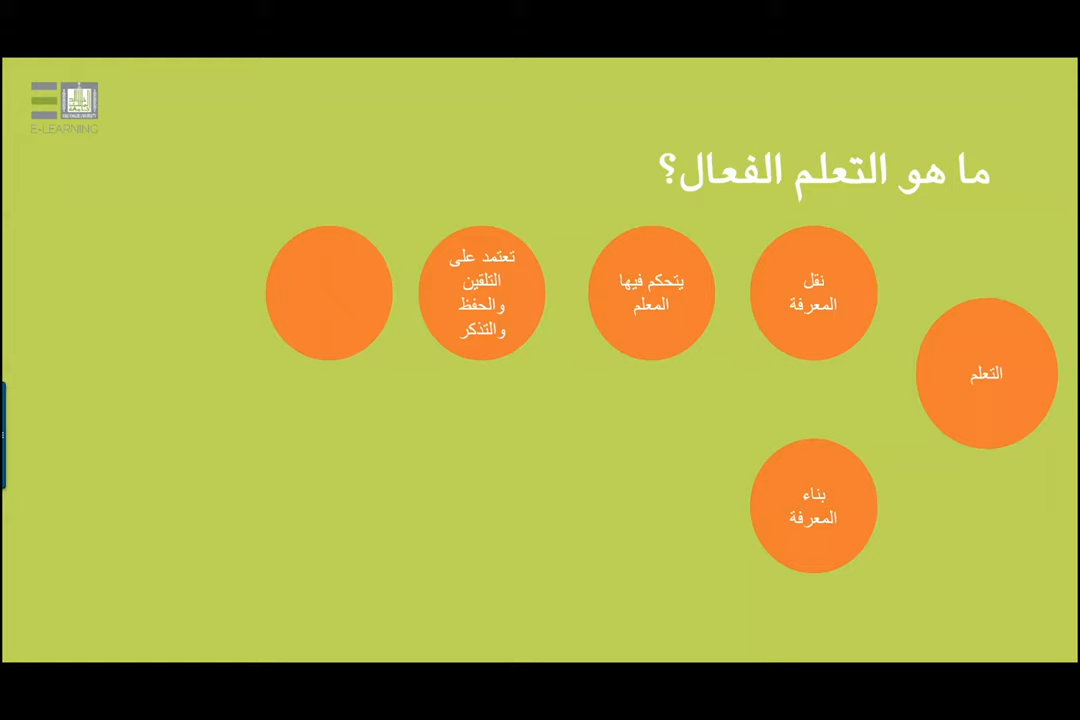 E-LEARNING
ما هو التعلم الفعال؟
التعلم
نقل
المعرفة
يتحكم فيها
المعلم
تعتمد على
التلقين
والحفظ
والتذكر
بناء
المعرفة